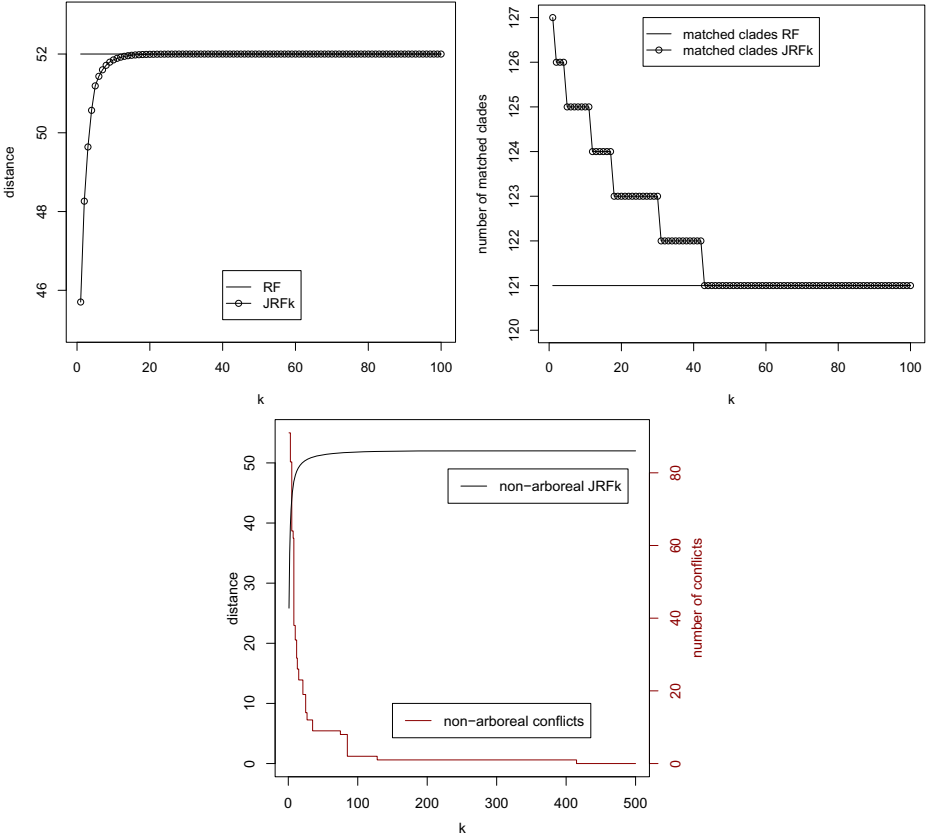 distance
52
50
48
46
RF
JRFk
0 20 40 60 80 100
k
number of matched clades
127
126
125
124
123
122
121
120
matched clades RF
matched clades JRFk
0 20 40 60 80 100
k
distance
50
40
30
20
10
0
non−arboreal JRFk
non−arboreal conflicts
80
60
40
20
0
number of conflicts
0 100 200 300 400 500
k